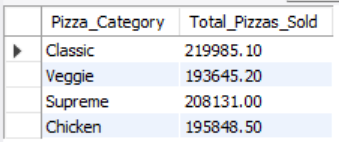 Pizza_Category Total_Pizzas_Sold
Classic 219985.10
Veggie 193645.20
Supreme 208131.00
Chicken 195848.50